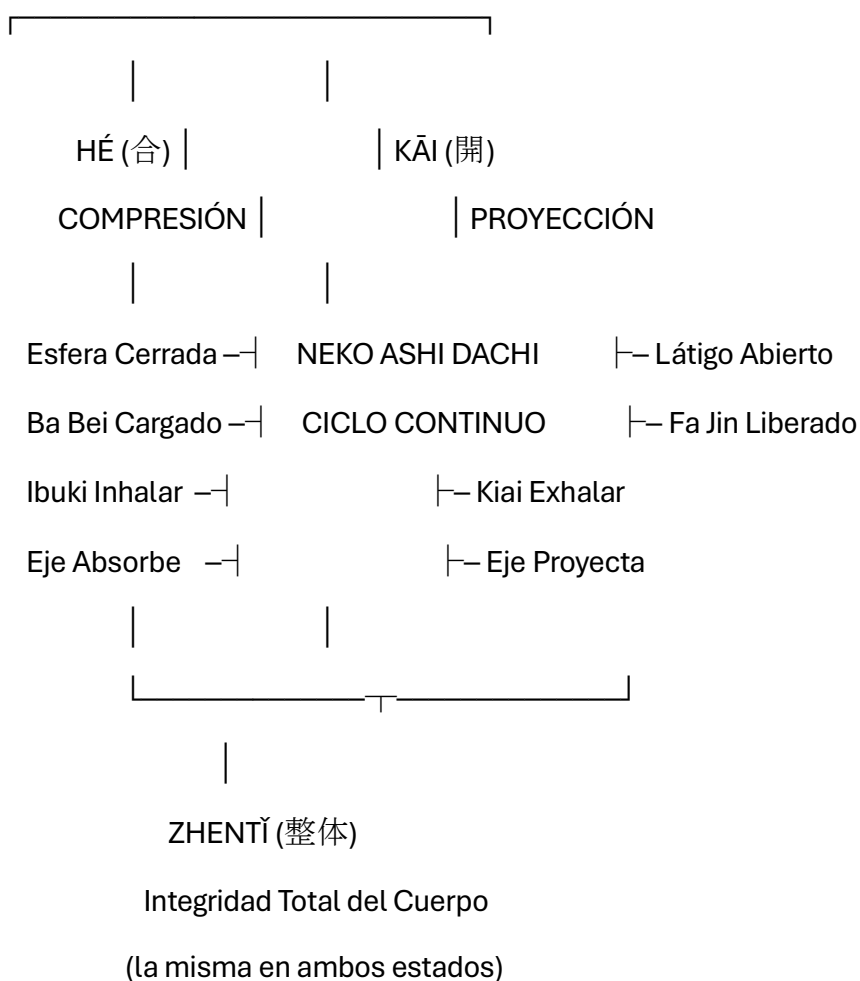 HÉ (合) │ │ KĀI (開)
COMPRESIÓN │ │ PROYECCIÓN
Esfera Cerrada –┤ NEKO ASHI DACHI ├– Látigo Abierto
Ba Bei Cargado –┤ CICLO CONTINUO ├– Fa Jin Liberado
Ibuki Inhalar –┤ ├– Kiai Exhalar
Eje Absorbe –┤ ├– Eje Proyecta
ZHENTǏ (整体)
Integridad Total del Cuerpo
(la misma en ambos estados)